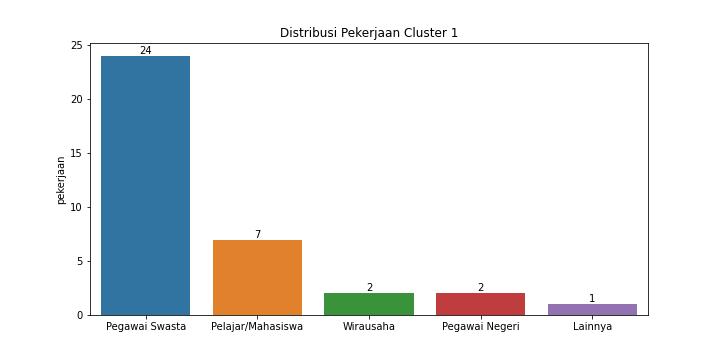 Distribusi Pekerjaan Cluster 1
25
20
15
10
5
0
pekerjaan
24
7
2
2
1
Pegawai Swasta
Pelajar/Mahasiswa
Wirausaha
Pegawai Negeri
Lainnya